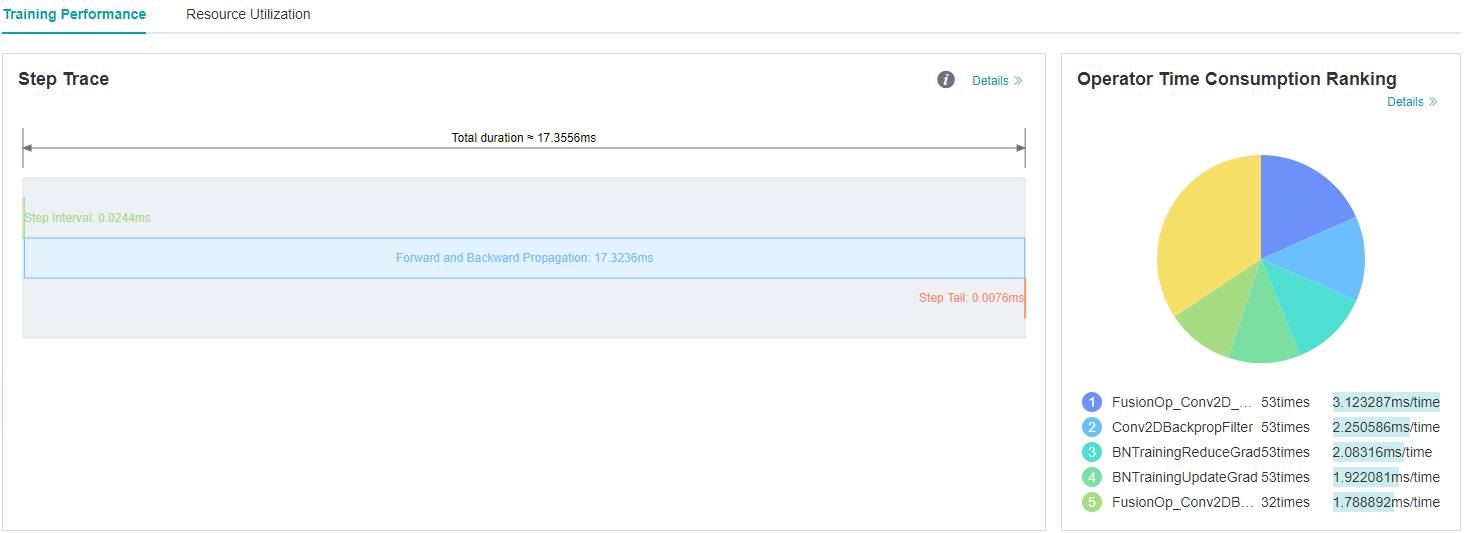 Training Performance Resource Utilization
Step Trace
i Details
Total duration ≈ 17.3556ms
Step Interval: 0.0244ms
Forward and Backward Propagation: 17.3236ms
Step Tail: 0.0076ms
Operator Time Consumption Ranking
Details
1 FusionOp_Conv2D_... 53times 3.123287ms/time
2 Conv2DBackpropFilter 53times 2.250586ms/time
3 BNTrainingReduceGrad 53times 2.08316ms/time
4 BNTrainingUpdateGrad 53times 1.922081ms/time
5 FusionOp_Conv2DB... 32times 1.788892ms/time